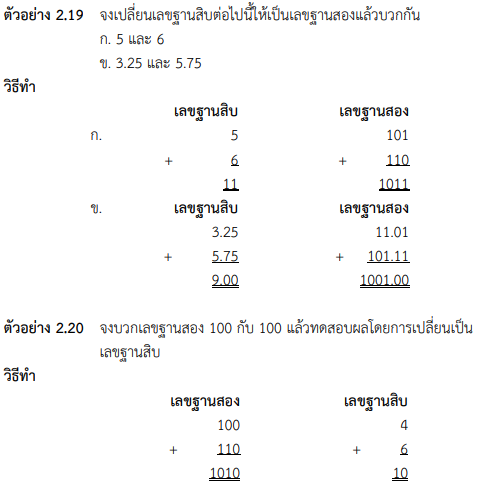 ตัวอย่าง 2.19 จงเปลี่ยนเลขฐานสิบต่อไปนี้ให้เป็นเลขฐานสองแล้วบวกกัน
ก. 5 และ 6
ข. 3.25 และ 5.75
วิธีทำ
เลขฐานสิบ เลขฐานสอง
ก. 5 101
+ 6 + 110
11 1011
ข. เลขฐานสิบ เลขฐานสอง
3.25 11.01
+ 5.75 + 101.11
9.00 1001.00
ตัวอย่าง 2.20 จงบวกเลขฐานสอง 100 กับ 100 แล้วทดสอบผลโดยการเปลี่ยนเป็น
เลขฐานสิบ
วิธีทำ
เลขฐานสอง เลขฐานสิบ
100 4
+ 110 + 6
1010 10